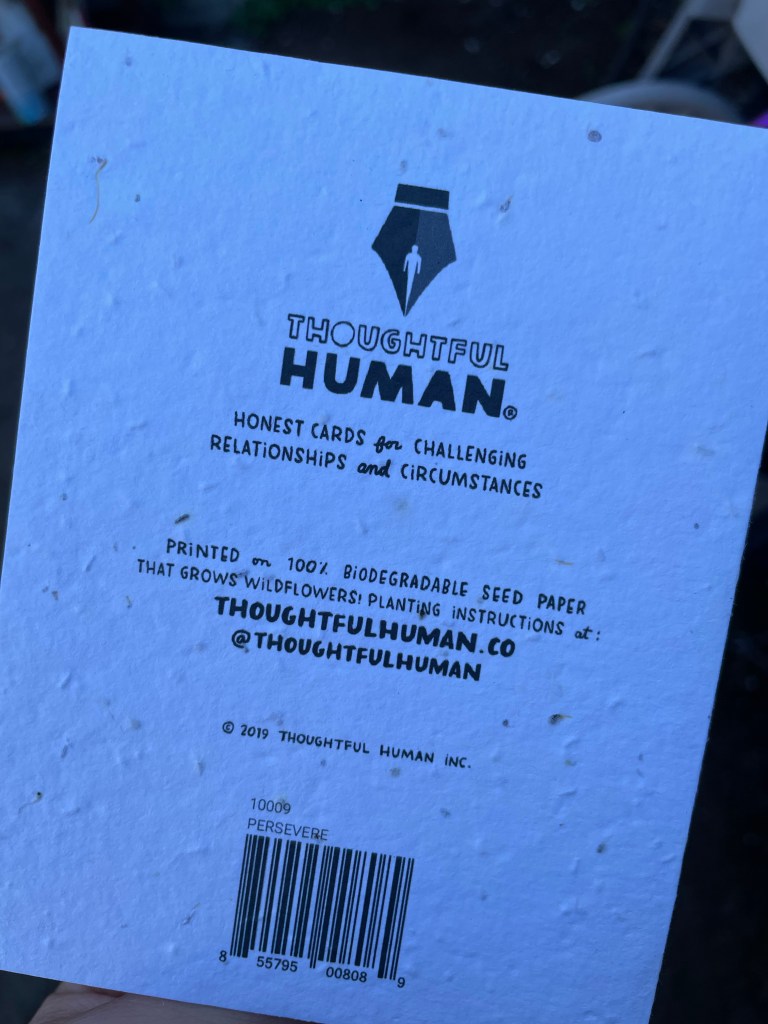 THOUGHTFUL
HUMAN®
HONEST CARDS for CHALLENGING
RELATIONSHIPS and CIRCUMSTANCES
PRINTED on 100% BIODEGRADABLE SEED PAPER
THAT GROWS WILDFLOWERS! PLANTING INSTRUCTIONS at:
THOUGHTFULHUMAN.CO
@THOUGHTFULHUMAN
© 2019 THOUGHTFUL HUMAN INC.
10009
PERSEVERE
8 55795 00808 9